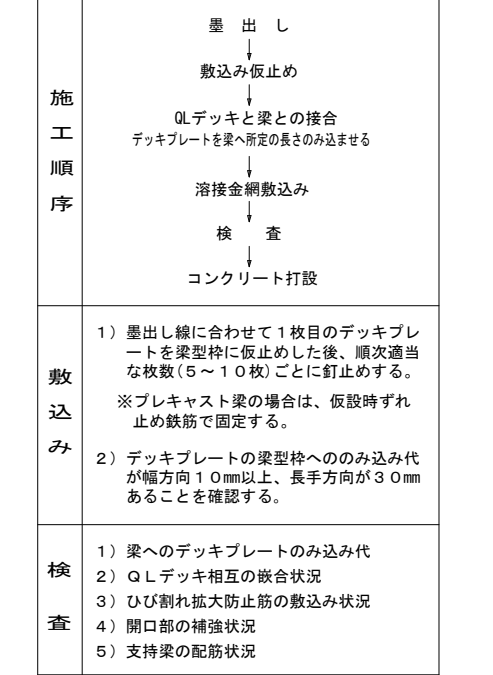 施工順序
墨出し
敷込み仮止め
QLデッキと梁との接合
デッキプレートを梁へ所定の長さのみ込ませる
溶接金網敷込み
検査
コンクリート打設
敷込み
1）墨出し線に合わせて1枚目のデッキプレ
ートを梁型枠に仮止めした後、順次適当
な枚数(5～10枚)ごとに釘止めする。
※プレキャスト梁の場合は、仮設時ずれ
止め鉄筋で固定する。
2）デッキプレートの梁型枠へののみ込み代
が幅方向10㎜以上、長手方向が30㎜
あることを確認する。
検査
1）梁へのデッキプレートのみ込み代
2）QLデッキ相互の嵌合状況
3）ひび割れ拡大防止筋の敷込み状況
4）開口部の補強状況
5）支持梁の配筋状況